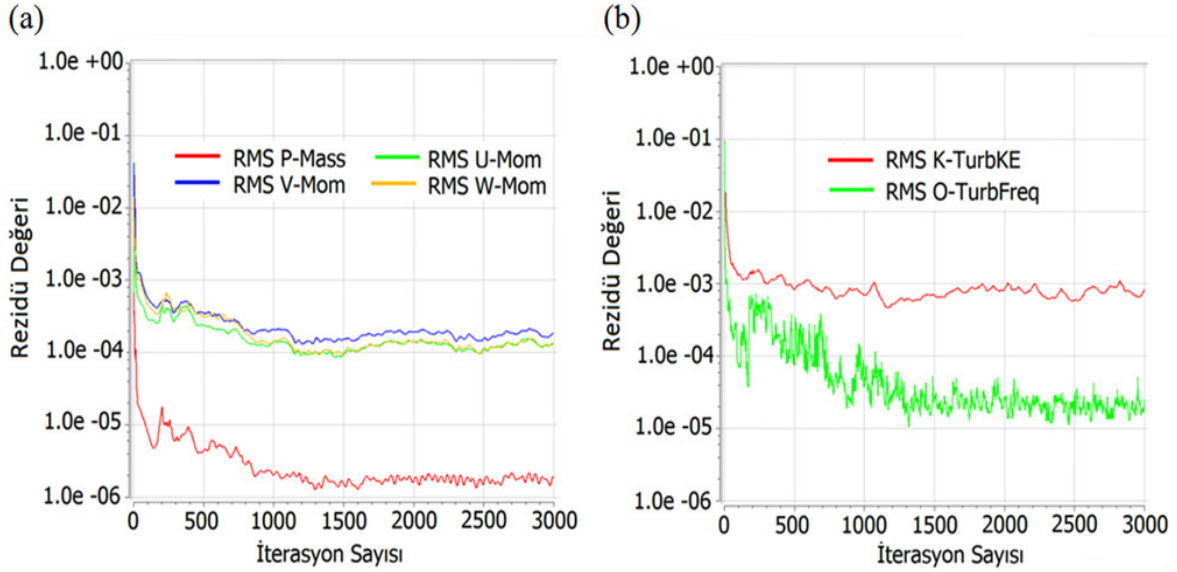 (a)
1.0e +00
1.0e -01
1.0e -02
1.0e -03
1.0e -04
1.0e -05
1.0e -06
Rezidü Değeri
RMS P-Mass
RMS U-Mom
RMS V-Mom
RMS W-Mom
0 500 1000 1500 2000 2500 3000
İterasyon Sayısı
(b)
1.0e +00
1.0e -01
1.0e -02
1.0e -03
1.0e -04
1.0e -05
1.0e -06
Rezidü Değeri
RMS K-TurbKE
RMS O-TurbFreq
0 500 1000 1500 2000 2500 3000
İterasyon Sayısı